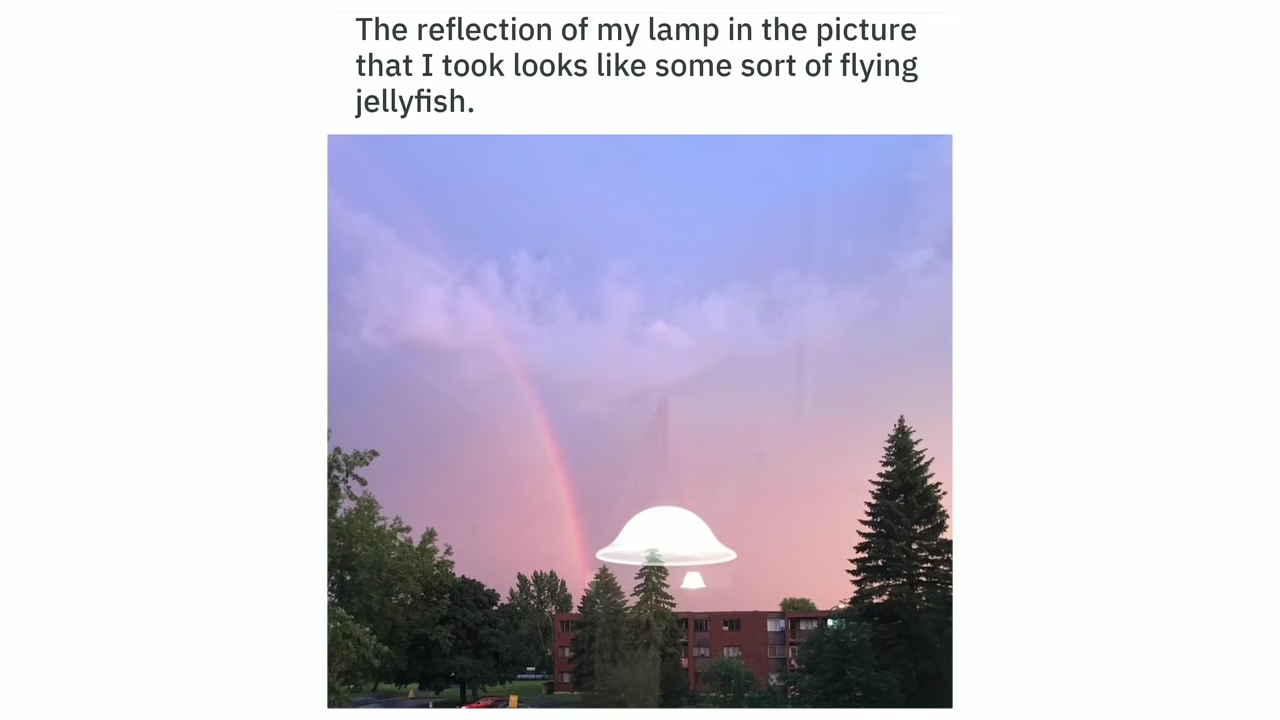 The reflection of my lamp in the picture
that I took looks like some sort of flying
jellyfish.